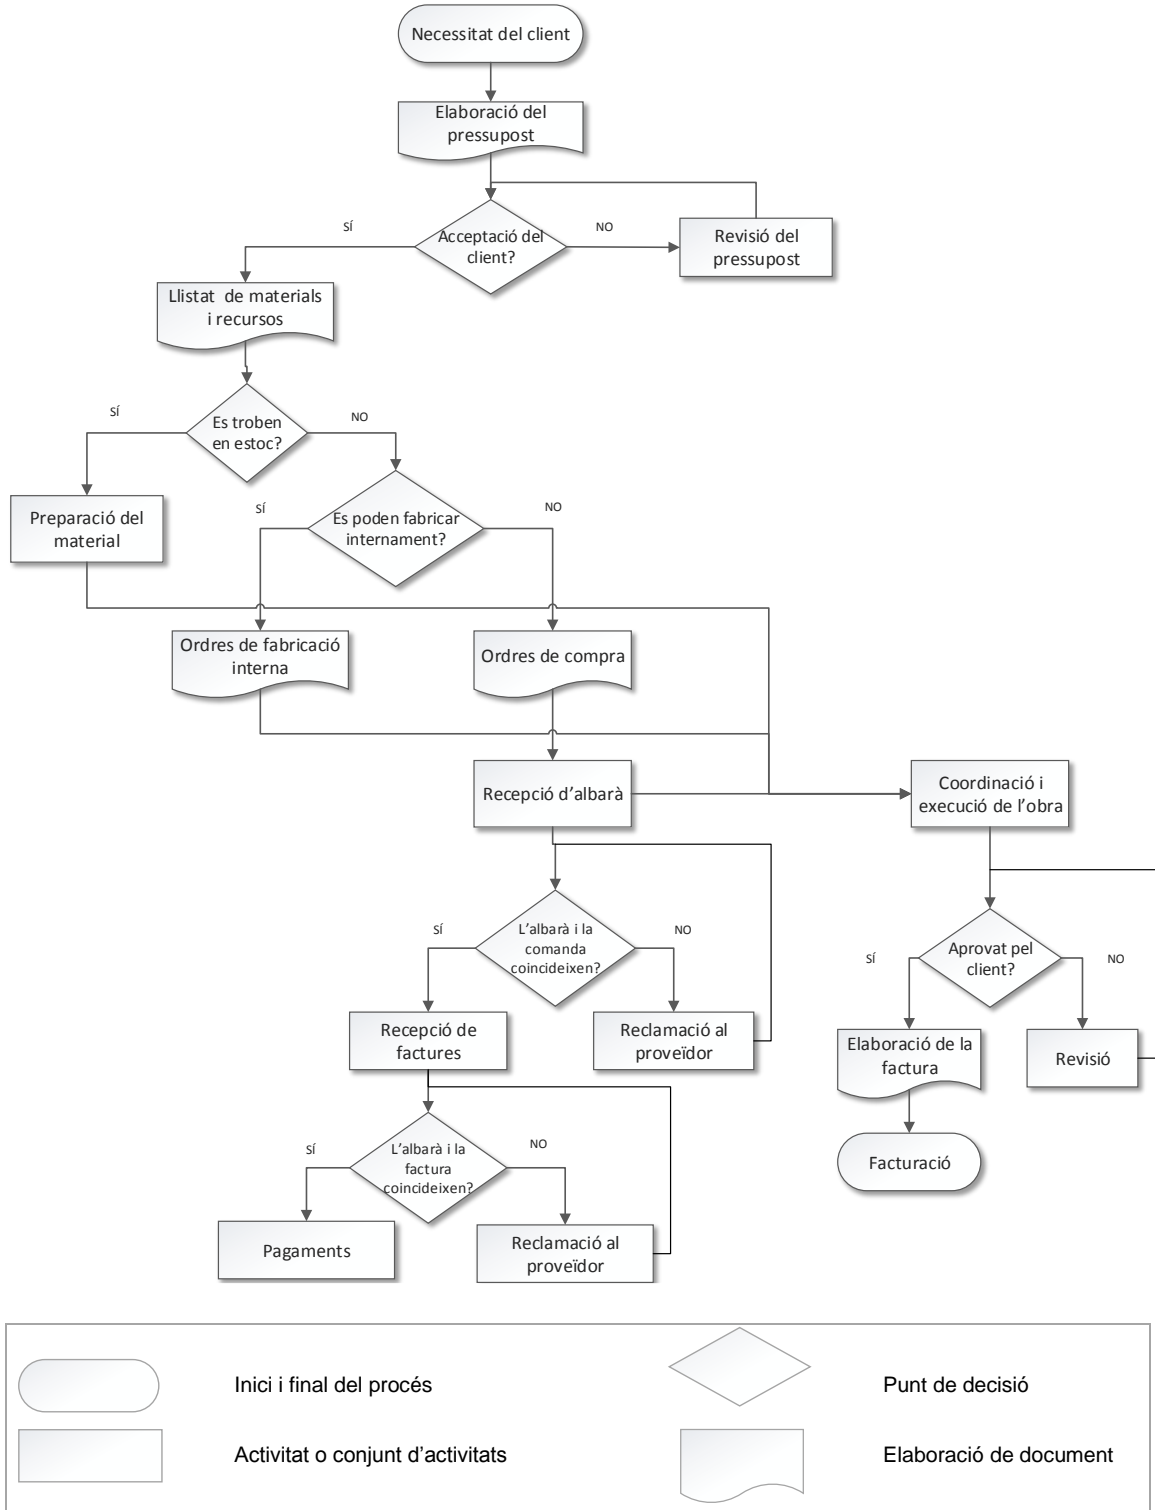 Necessitat del client
Elaboració del
pressupost
SÍ
NO
Acceptació del
client?
Revisió del
pressupost
Llistat de materials
i recursos
SÍ
NO
Es troben
en estoc?
Preparació del
material
SÍ
NO
Es poden fabricar
internament?
Ordres de fabricació
interna
Ordres de compra
Recepció d'albarà
Coordinació i
execució de l'obra
SÍ
NO
L'albarà i la
comanda
coincideixen?
SÍ
NO
Aprovat pel
client?
Recepció de
factures
Reclamació al
proveïdor
Elaboració de la
factura
Revisió
SÍ
NO
L'albarà i la
factura
coincideixen?
Facturació
Pagaments
Reclamació al
proveïdor
Inici i final del procés
Punt de decisió
Activitat o conjunt d'activitats
Elaboració de document